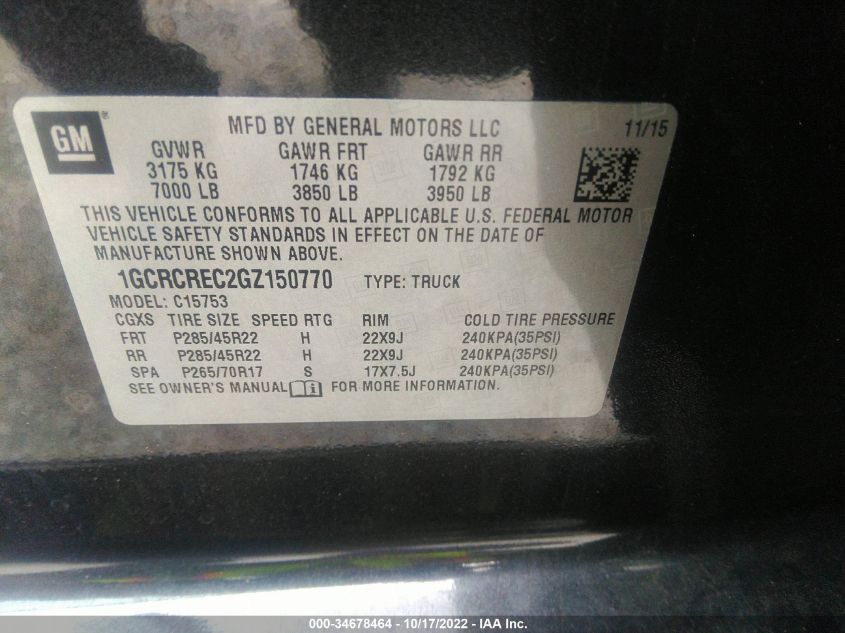 GM®
MFD BY GENERAL MOTORS LLC 11/15
GVWR GAWR FRT GAWR RR
3175 KG 1746 KG 1792 KG
7000 LB 3850 LB 3950 LB
THIS VEHICLE CONFORMS TO ALL APPLICABLE U.S. FEDERAL MOTOR
VEHICLE SAFETY STANDARDS IN EFFECT ON THE DATE OF
MANUFACTURE SHOWN ABOVE.
1GCRCREC2GZ150770 TYPE: TRUCK
MODEL: C15753
CGXS TIRE SIZE SPEED RTG RIM COLD TIRE PRESSURE
FRT P285/45R22 H 22X9J 240KPA(35PSI)
RR P285/45R22 H 22X9J 240KPA(35PSI)
SPA P265/70R17 S 17X7.5J 240KPA(35PSI)
SEE OWNER'S MANUAL FOR MORE INFORMATION.
000-34678464 - 10/17/2022 - IAA Inc.